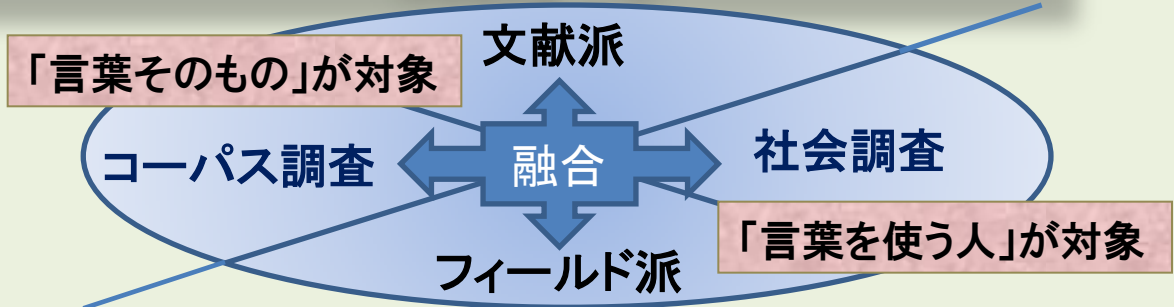 文献派
「言葉そのもの」が対象
コーパス調査
融合
社会調査
「言葉を使う人」が対象
フィールド派